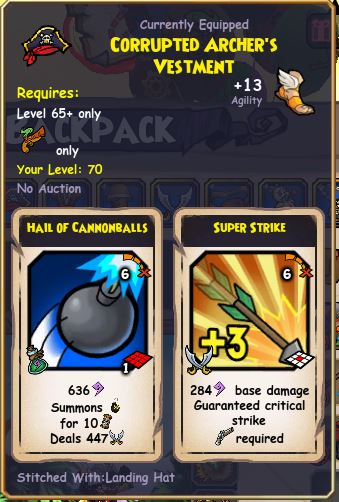 Currently Equipped
CORRUPTED ARCHER'S
VESTMENT
+13
Agility
Requires:
Level 65+ only
only
BACKPACK
Your Level: 70
No Auction
HAIL OF CANNONBALLS
SUPER STRIKE
6
6
+3
1
636
Summons
for 10
Deals 447
284 base damage
Guaranteed critical
strike
required
Stitched With:Landing Hat